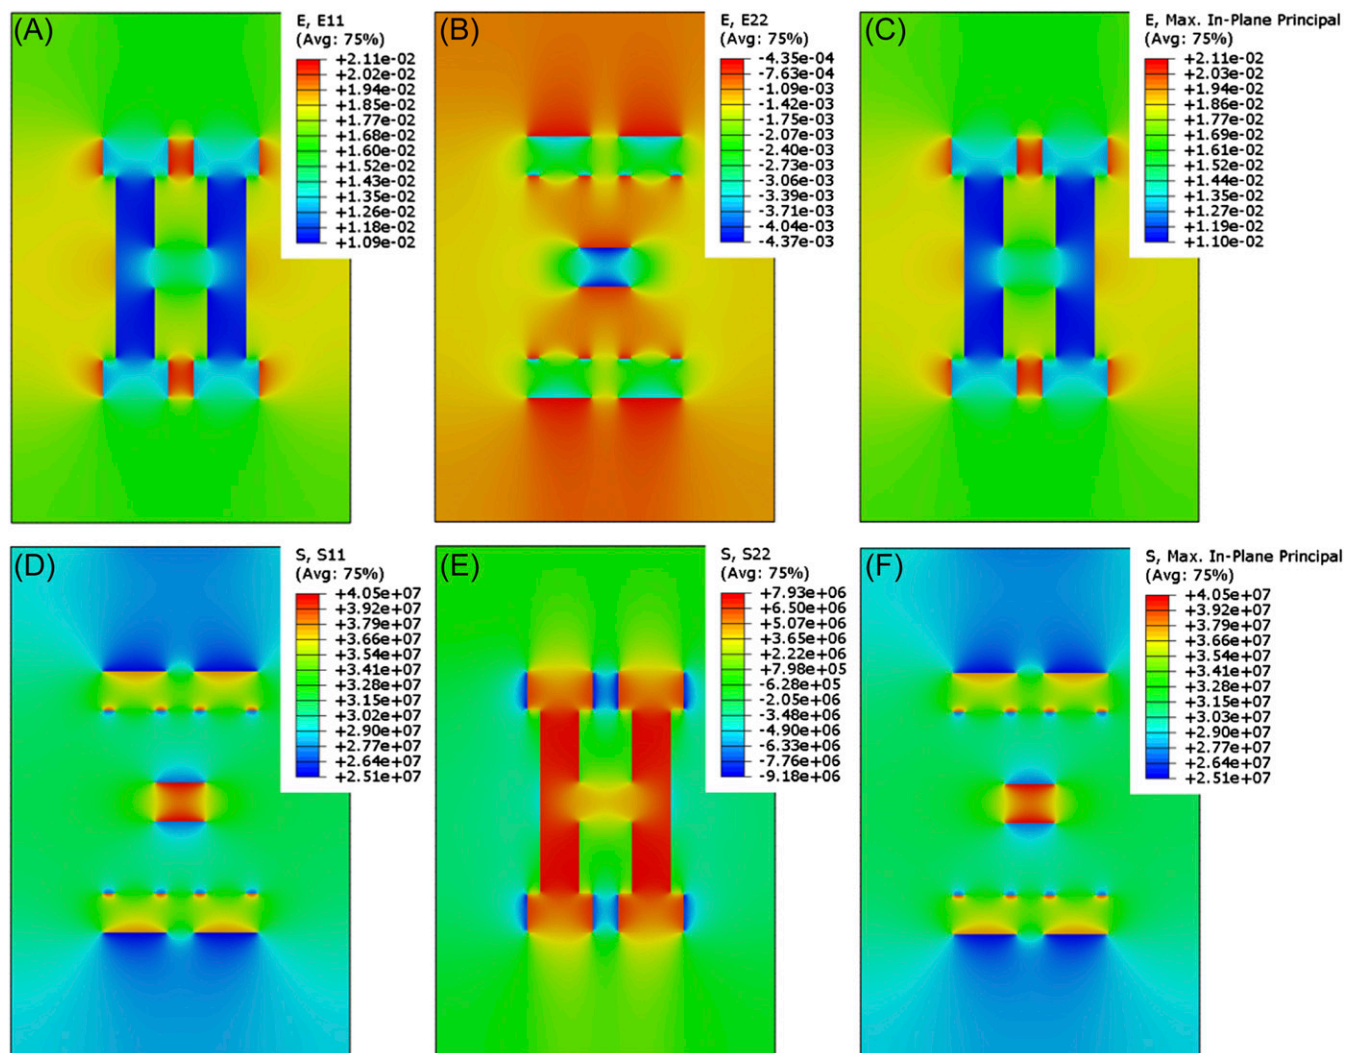 (A)
E, E11
(Avg: 75%)
+2.11e-02
+2.02e-02
+1.94e-02
+1.85e-02
+1.77e-02
+1.68e-02
+1.60e-02
+1.52e-02
+1.43e-02
+1.35e-02
+1.26e-02
+1.18e-02
+1.09e-02
(B)
E, E22
(Avg: 75%)
-4.35e-04
-7.63e-04
-1.09e-03
-1.42e-03
-1.75e-03
-2.07e-03
-2.40e-03
-2.73e-03
-3.06e-03
-3.39e-03
-3.71e-03
-4.04e-03
-4.37e-03
(C)
E, Max. In-Plane Principal
(Avg: 75%)
+2.11e-02
+2.03e-02
+1.94e-02
+1.86e-02
+1.77e-02
+1.69e-02
+1.61e-02
+1.52e-02
+1.44e-02
+1.35e-02
+1.27e-02
+1.19e-02
+1.10e-02
(D)
S, S11
(Avg: 75%)
+4.05e+07
+3.92e+07
+3.79e+07
+3.66e+07
+3.54e+07
+3.41e+07
+3.28e+07
+3.15e+07
+3.02e+07
+2.90e+07
+2.77e+07
+2.64e+07
+2.51e+07
(E)
S, S22
(Avg: 75%)
+7.93e+06
+6.50e+06
+5.07e+06
+3.65e+06
+2.22e+06
+7.98e+05
-6.28e+05
-2.05e+06
-3.48e+06
-4.90e+06
-6.33e+06
-7.76e+06
-9.18e+06
(F)
S, Max. In-Plane Principal
(Avg: 75%)
+4.05e+07
+3.92e+07
+3.79e+07
+3.66e+07
+3.54e+07
+3.41e+07
+3.28e+07
+3.15e+07
+3.03e+07
+2.90e+07
+2.77e+07
+2.64e+07
+2.51e+07